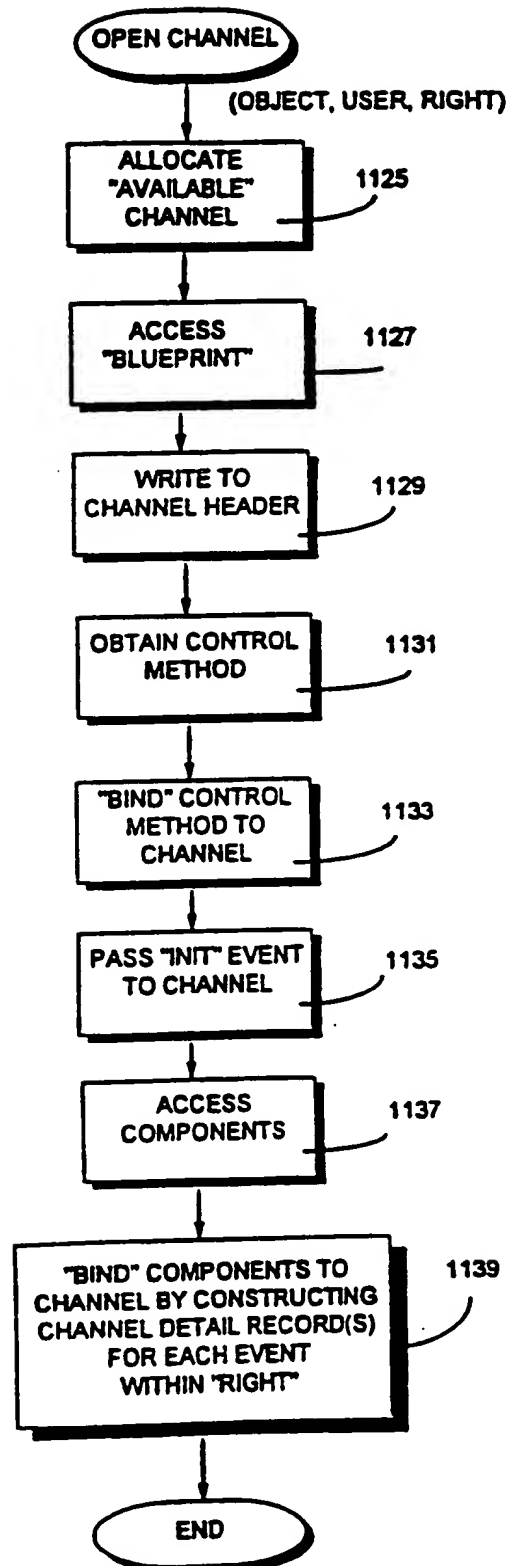 OPEN CHANNEL
(OBJECT, USER, RIGHT)
ALLOCATE
"AVAILABLE"
CHANNEL
1125
ACCESS
"BLUEPRINT"
1127
WRITE TO
CHANNEL HEADER
1129
OBTAIN CONTROL
METHOD
1131
"BIND" CONTROL
METHOD TO
CHANNEL
1133
PASS "INIT" EVENT
TO CHANNEL
1135
ACCESS
COMPONENTS
1137
"BIND" COMPONENTS TO
CHANNEL BY CONSTRUCTING
CHANNEL DETAIL RECORD(S)
FOR EACH EVENT
WITHIN "RIGHT"
1139
END